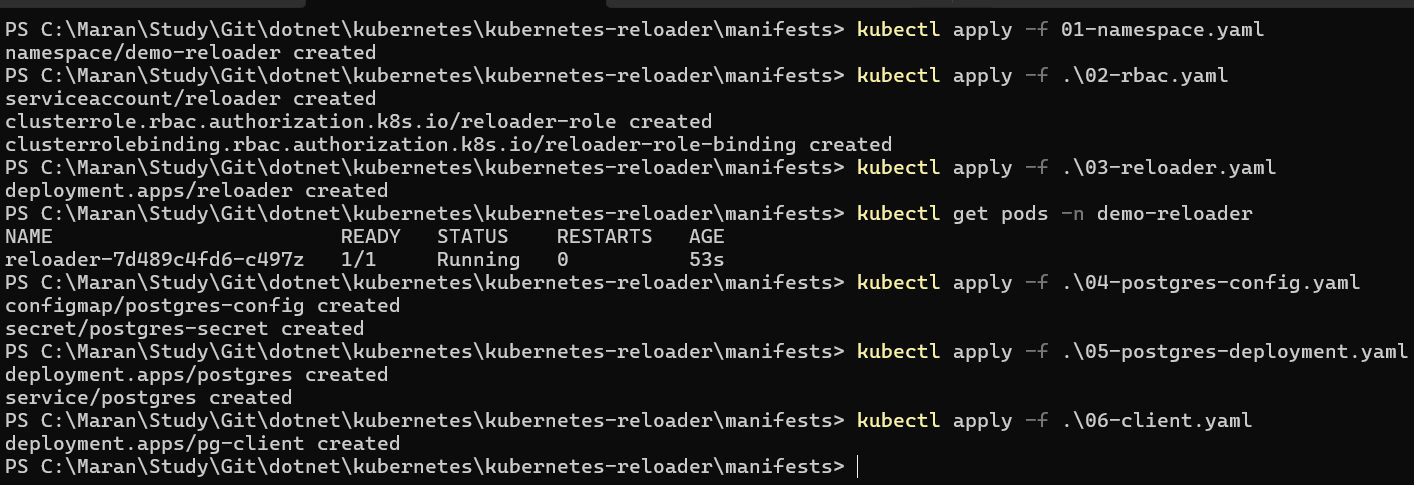 PS C:\Maran\Study\Git\dotnet\kubernetes\kubernetes-reloader\manifests> kubectl apply -f 01-namespace.yaml
namespace/demo-reloader created
PS C:\Maran\Study\Git\dotnet\kubernetes\kubernetes-reloader\manifests> kubectl apply -f .\02-rbac.yaml
serviceaccount/reloader created
clusterrole.rbac.authorization.k8s.io/reloader-role created
clusterrolebinding.rbac.authorization.k8s.io/reloader-role-binding created
PS C:\Maran\Study\Git\dotnet\kubernetes\kubernetes-reloader\manifests> kubectl apply -f .\03-reloader.yaml
deployment.apps/reloader created
PS C:\Maran\Study\Git\dotnet\kubernetes\kubernetes-reloader\manifests> kubectl get pods -n demo-reloader
NAME                        READY   STATUS    RESTARTS   AGE
reloader-7d489c4fd6-c497z   1/1     Running   0          53s
PS C:\Maran\Study\Git\dotnet\kubernetes\kubernetes-reloader\manifests> kubectl apply -f .\04-postgres-config.yaml
configmap/postgres-config created
secret/postgres-secret created
PS C:\Maran\Study\Git\dotnet\kubernetes\kubernetes-reloader\manifests> kubectl apply -f .\05-postgres-deployment.yaml
deployment.apps/postgres created
service/postgres created
PS C:\Maran\Study\Git\dotnet\kubernetes\kubernetes-reloader\manifests> kubectl apply -f .\06-client.yaml
deployment.apps/pg-client created
PS C:\Maran\Study\Git\dotnet\kubernetes\kubernetes-reloader\manifests>